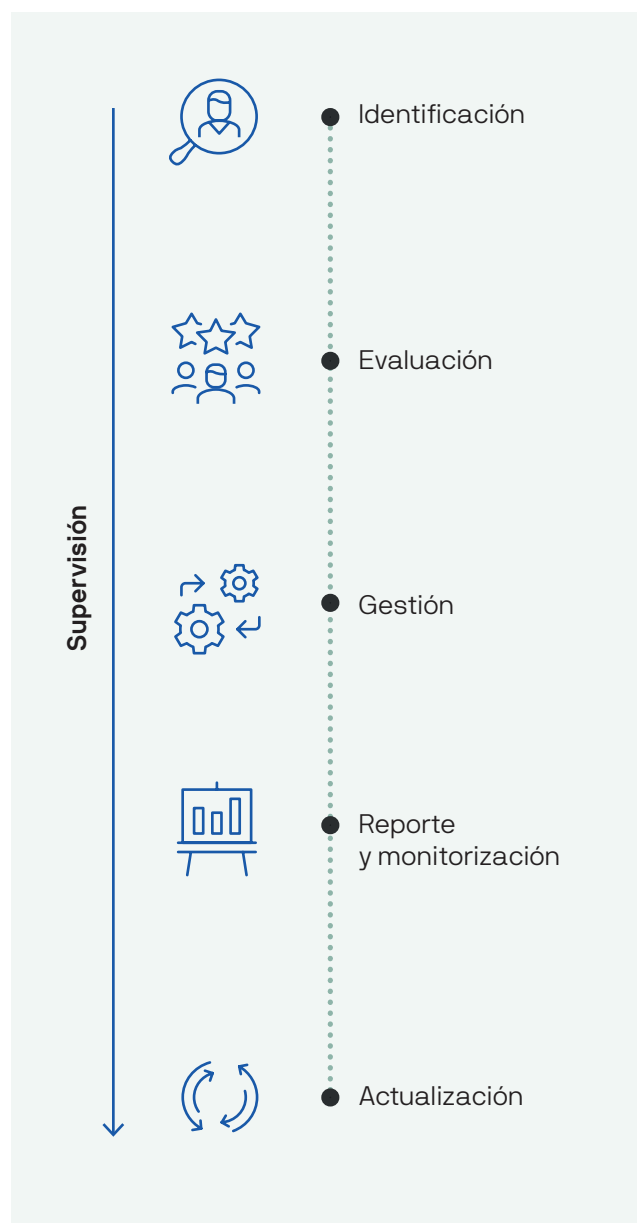 Identificación
Evaluación
Supervisión
Gestión
Reporte
y monitorización
Actualización